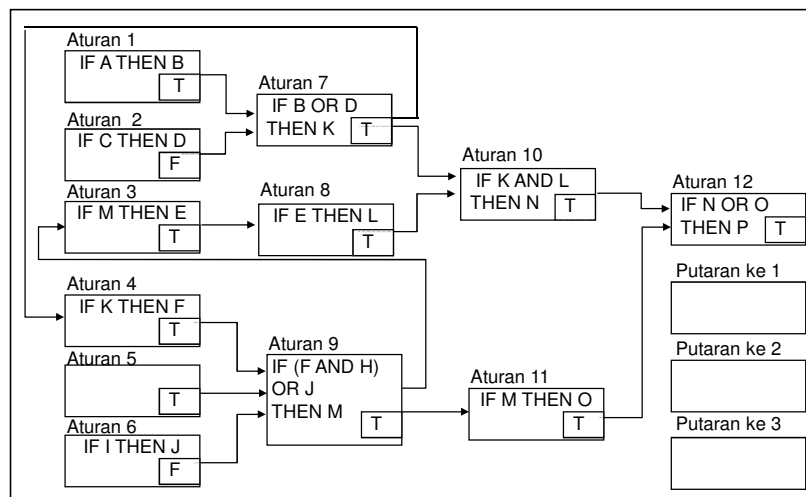 Aturan 1
IF A THEN B
T
Aturan 2
IF C THEN D
F
Aturan 3
IF M THEN E
T
Aturan 4
IF K THEN F
T
Aturan 5
T
Aturan 6
IF I THEN J
F
Aturan 7
IF B OR D
THEN K
T
Aturan 8
IF E THEN L
T
Aturan 9
IF (F AND H)
OR J
THEN M
T
Aturan 10
IF K AND L
THEN N
T
Aturan 11
IF M THEN O
T
Aturan 12
IF N OR O
THEN P
T
Putaran ke 1
Putaran ke 2
Putaran ke 3